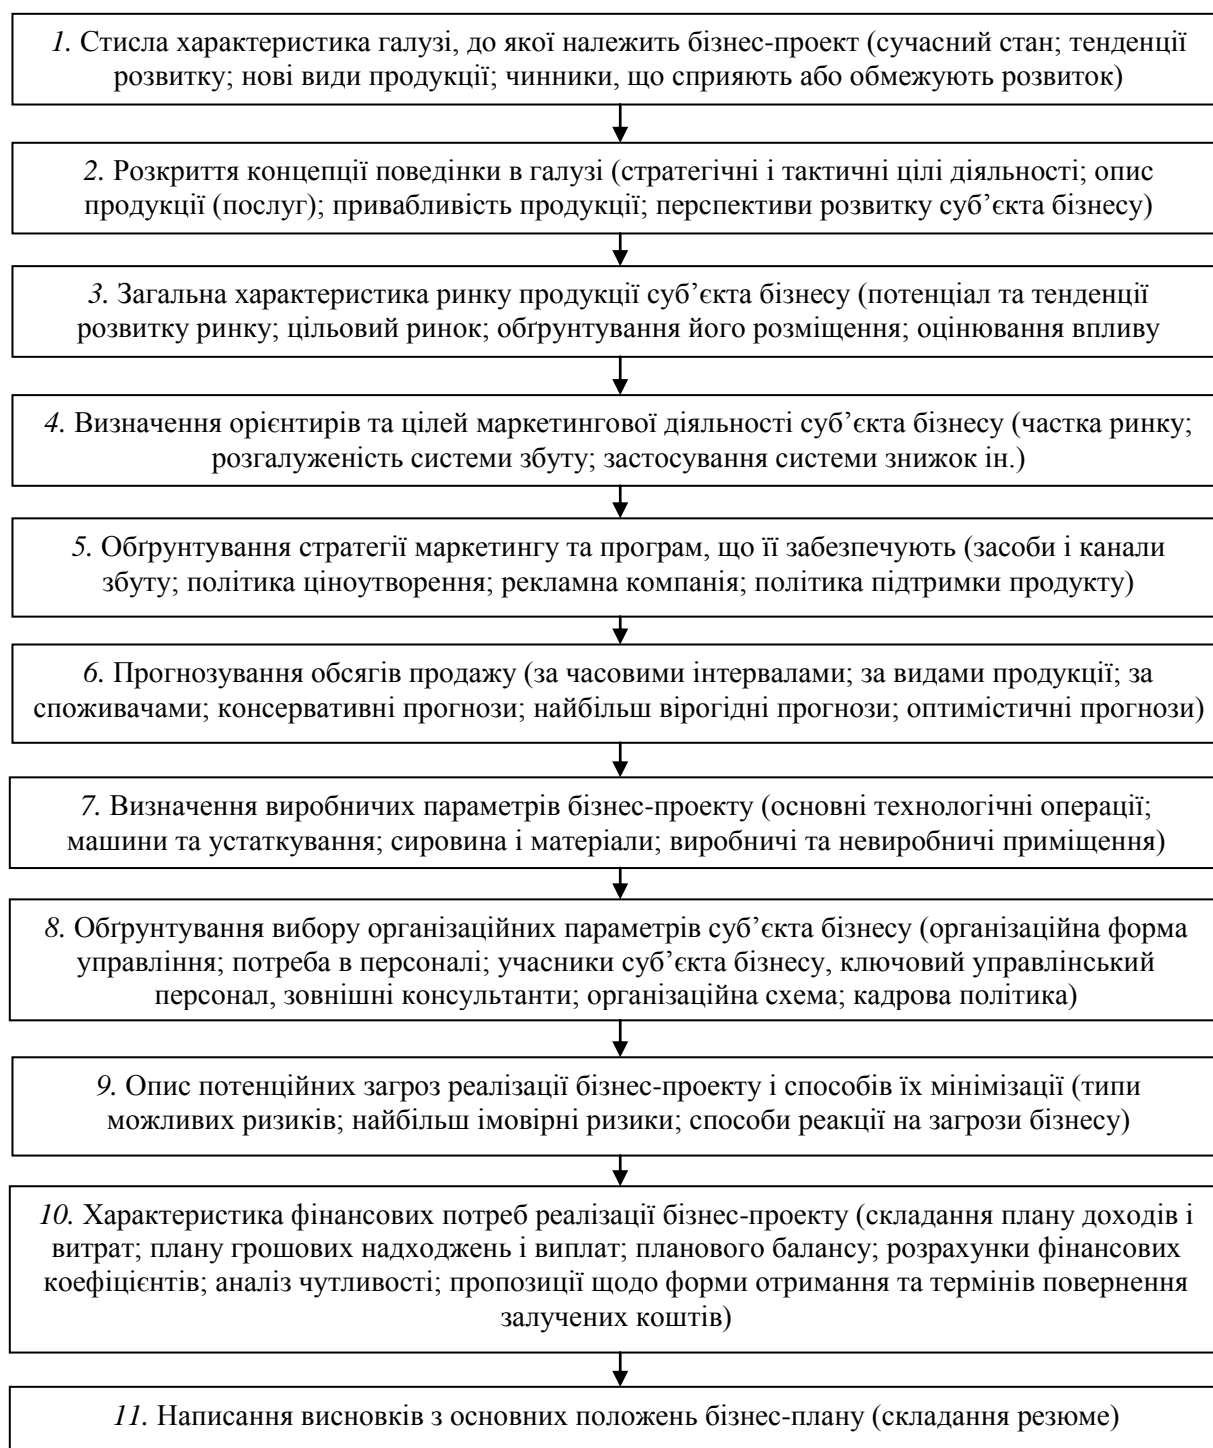 1. Стисла характеристика галузі, до якої належить бізнес-проект (сучасний стан; тенденції
розвитку; нові види продукції; чинники, що сприяють або обмежують розвиток)
2. Розкриття концепції поведінки в галузі (стратегічні і тактичні цілі діяльності; опис
продукції (послуг); привабливість продукції; перспективи розвитку суб’єкта бізнесу)
3. Загальна характеристика ринку продукції суб’єкта бізнесу (потенціал та тенденції
розвитку ринку; цільовий ринок; обґрунтування його розміщення; оцінювання впливу
4. Визначення орієнтирів та цілей маркетингової діяльності суб’єкта бізнесу (частка ринку;
розгалуженість системи збуту; застосування системи знижок ін.)
5. Обґрунтування стратегії маркетингу та програм, що її забезпечують (засоби і канали
збуту; політика ціноутворення; рекламна компанія; політика підтримки продукту)
6. Прогнозування обсягів продажу (за часовими інтервалами; за видами продукції; за
споживачами; консервативні прогнози; найбільш вірогідні прогнози; оптимістичні прогнози)
7. Визначення виробничих параметрів бізнес-проекту (основні технологічні операції;
машини та устаткування; сировина і матеріали; виробничі та невиробничі приміщення)
8. Обґрунтування вибору організаційних параметрів суб’єкта бізнесу (організаційна форма
управління; потреба в персоналі; учасники суб’єкта бізнесу, ключовий управлінський
персонал, зовнішні консультанти; організаційна схема; кадрова політика)
9. Опис потенційних загроз реалізації бізнес-проекту і способів їх мінімізації (типи
можливих ризиків; найбільш імовірні ризики; способи реакції на загрози бізнесу)
10. Характеристика фінансових потреб реалізації бізнес-проекту (складання плану доходів і
витрат; плану грошових надходжень і виплат; планового балансу; розрахунки фінансових
коефіцієнтів; аналіз чутливості; пропозиції щодо форми отримання та термінів повернення
залучених коштів)
11. Написання висновків з основних положень бізнес-плану (складання резюме)